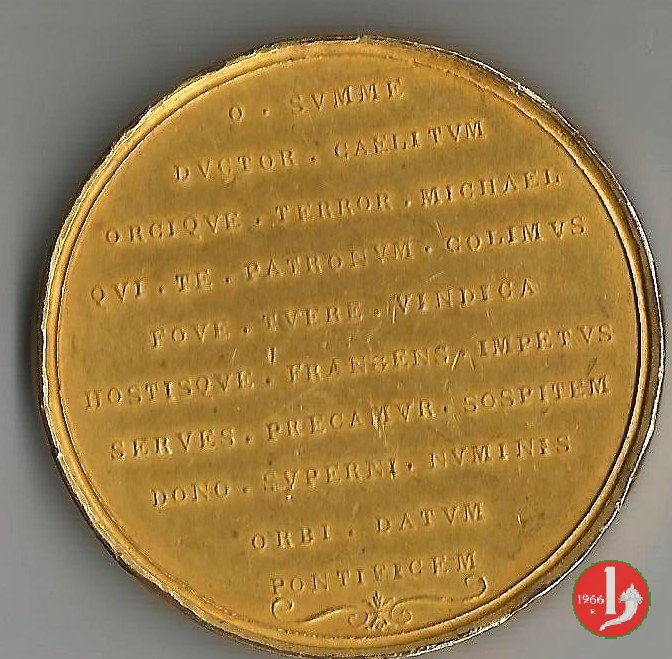 O · SVMME
DVCTOR · CAELITVM
ORCIQVE · TERROR · MICHAEL
QVI · TE · PATRONVM · COLIMVS
FOVE · TVERE · VINDICA
HOSTISQVE · FRANGENS · IMPETVS
SERVES · PRECAMVR · SOSPITEM
DONO · SVPERNI · NVMINIS
ORBI · DATVM
PONTIFICEM
1966
K